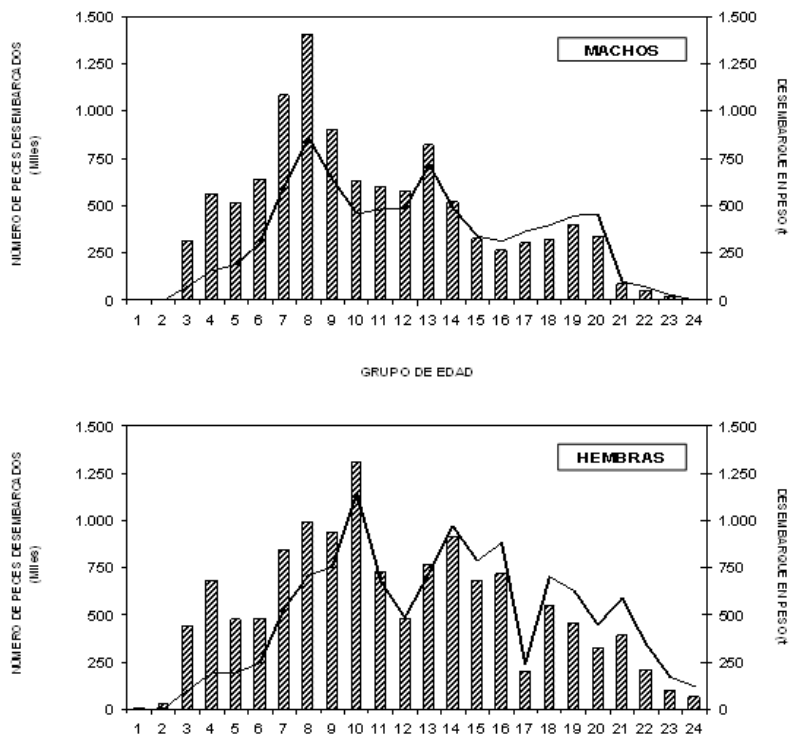 MACHOS
NÚMERO DE PECES DESEMBARCADOS
(Miles)
1.500
1.250
1.000
750
500
250
0
1.500
1.250
1.000
750
500
250
0
DESEMBARQUE EN PESO (t
1 2 3 4 5 6 7 8 9 10 11 12 13 14 15 16 17 18 19 20 21 22 23 24
GRUPO DE EDAD
HEMBRAS
NÚMERO DE PECES DESEMBARCADOS
(Miles)
1.500
1.250
1.000
750
500
250
0
1.500
1.250
1.000
750
500
250
0
DESEMBARQUE EN PESO (t
1 2 3 4 5 6 7 8 9 10 11 12 13 14 15 16 17 18 19 20 21 22 23 24